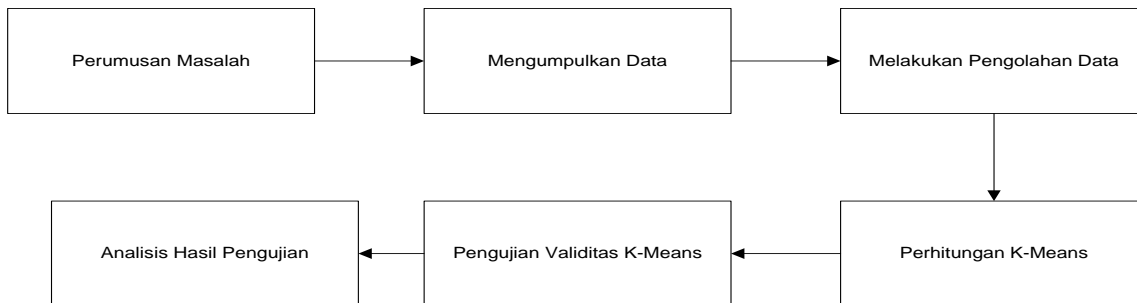 Perumusan Masalah
Mengumpulkan Data
Melakukan Pengolahan Data
Perhitungan K-Means
Pengujian Validitas K-Means
Analisis Hasil Pengujian